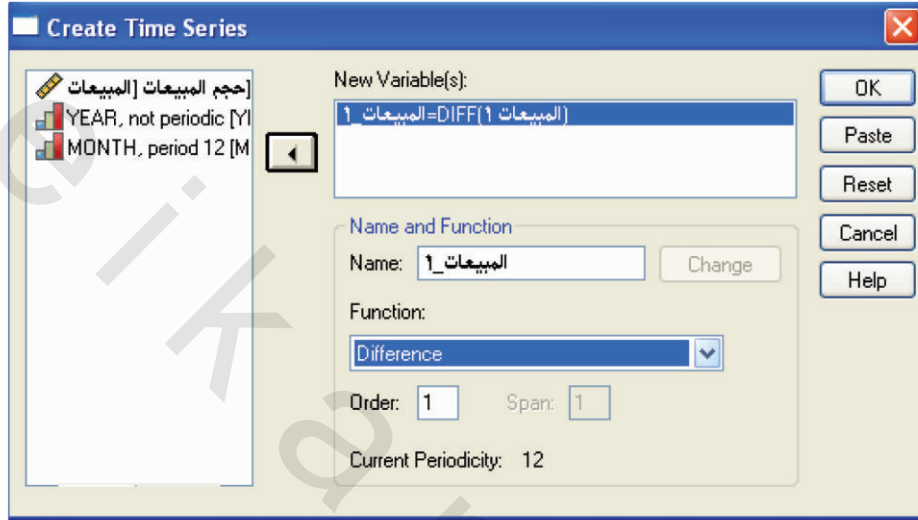 Create Time Series
[حجم المبيعات [المبيعات
YEAR, not periodic [YE
MONTH, period 12 [M
New Variable(s):
المبيعات_1=DIFF(المبيعات 1)
Name and Function
Name: المبيعات_1
Change
Function:
Difference
Order: 1 Span: 1
Current Periodicity: 12
OK
Paste
Reset
Cancel
Help
e i k a